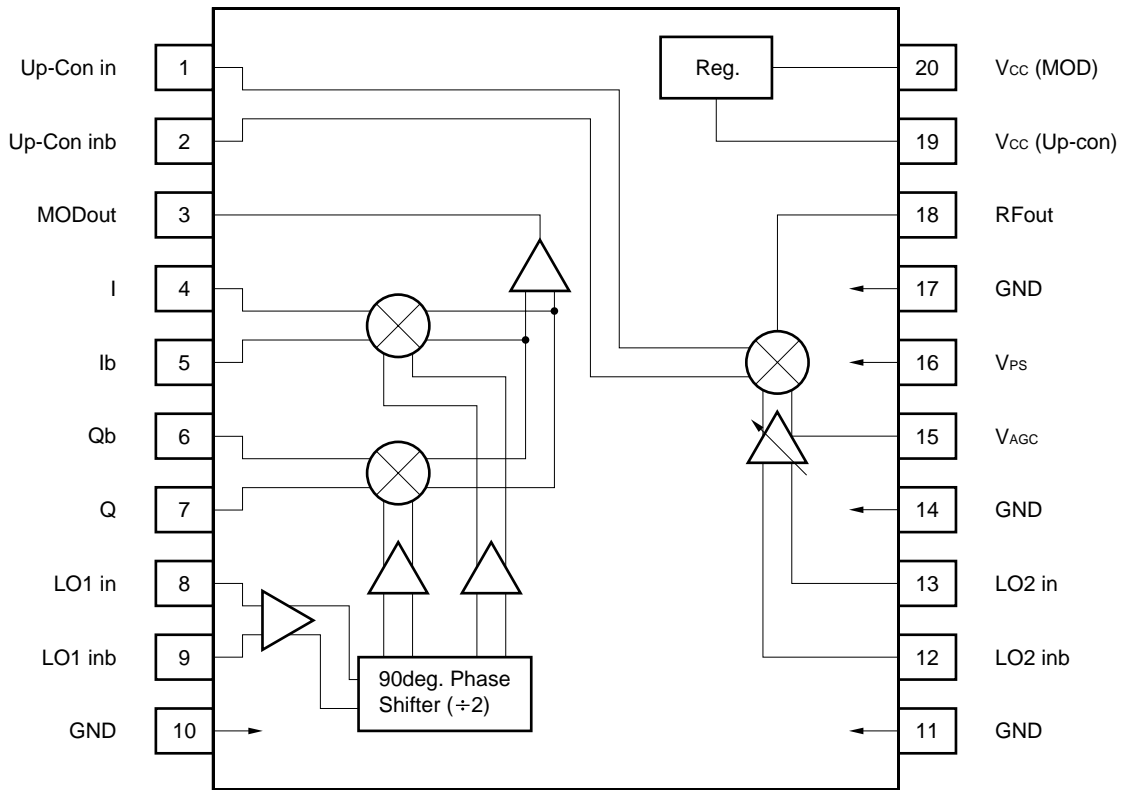 Up-Con in 1
Up-Con inb 2
MODout 3
I 4
Ib 5
Qb 6
Q 7
LO1 in 8
LO1 inb 9
GND 10
90deg. Phase
Shifter (÷2)
Reg.
20 VCC (MOD)
19 VCC (Up-con)
18 RFout
17 GND
16 VPS
15 VAGC
14 GND
13 LO2 in
12 LO2 inb
11 GND